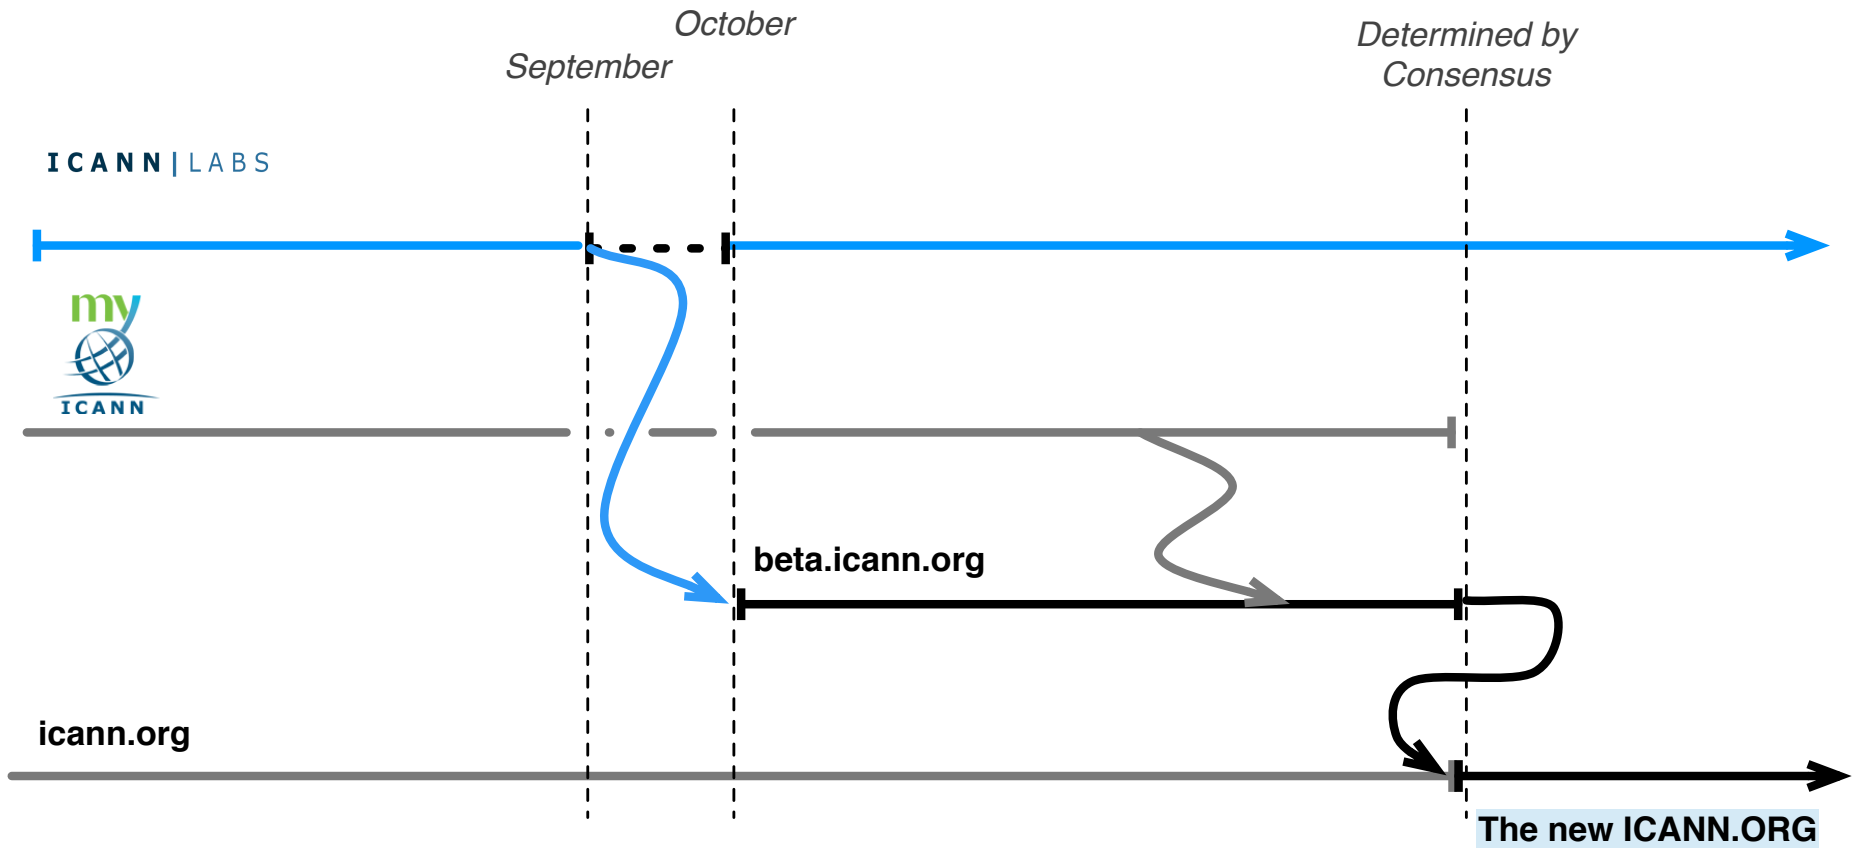 October
September
Determined by
Consensus
ICANN|LABS
my
ICANN
beta.icann.org
icann.org
The new ICANN.ORG